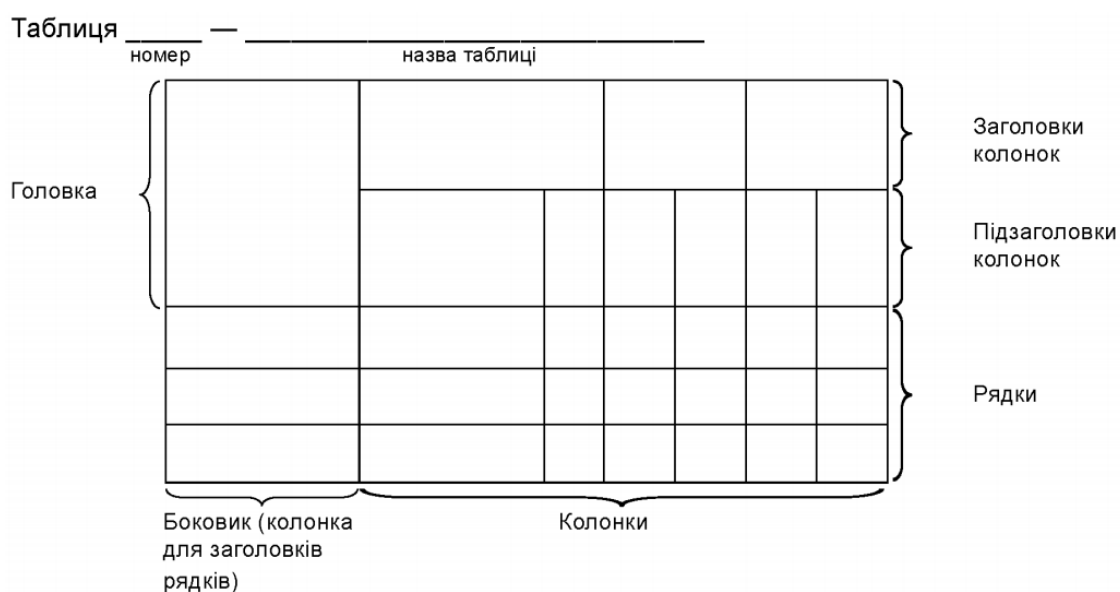 Таблиця _____ — ______________________________
номер назва таблиці
Заголовки
колонок
Головка
Підзаголовки
колонок
Рядки
Боковик (колонка
для заголовків
рядків)
Колонки